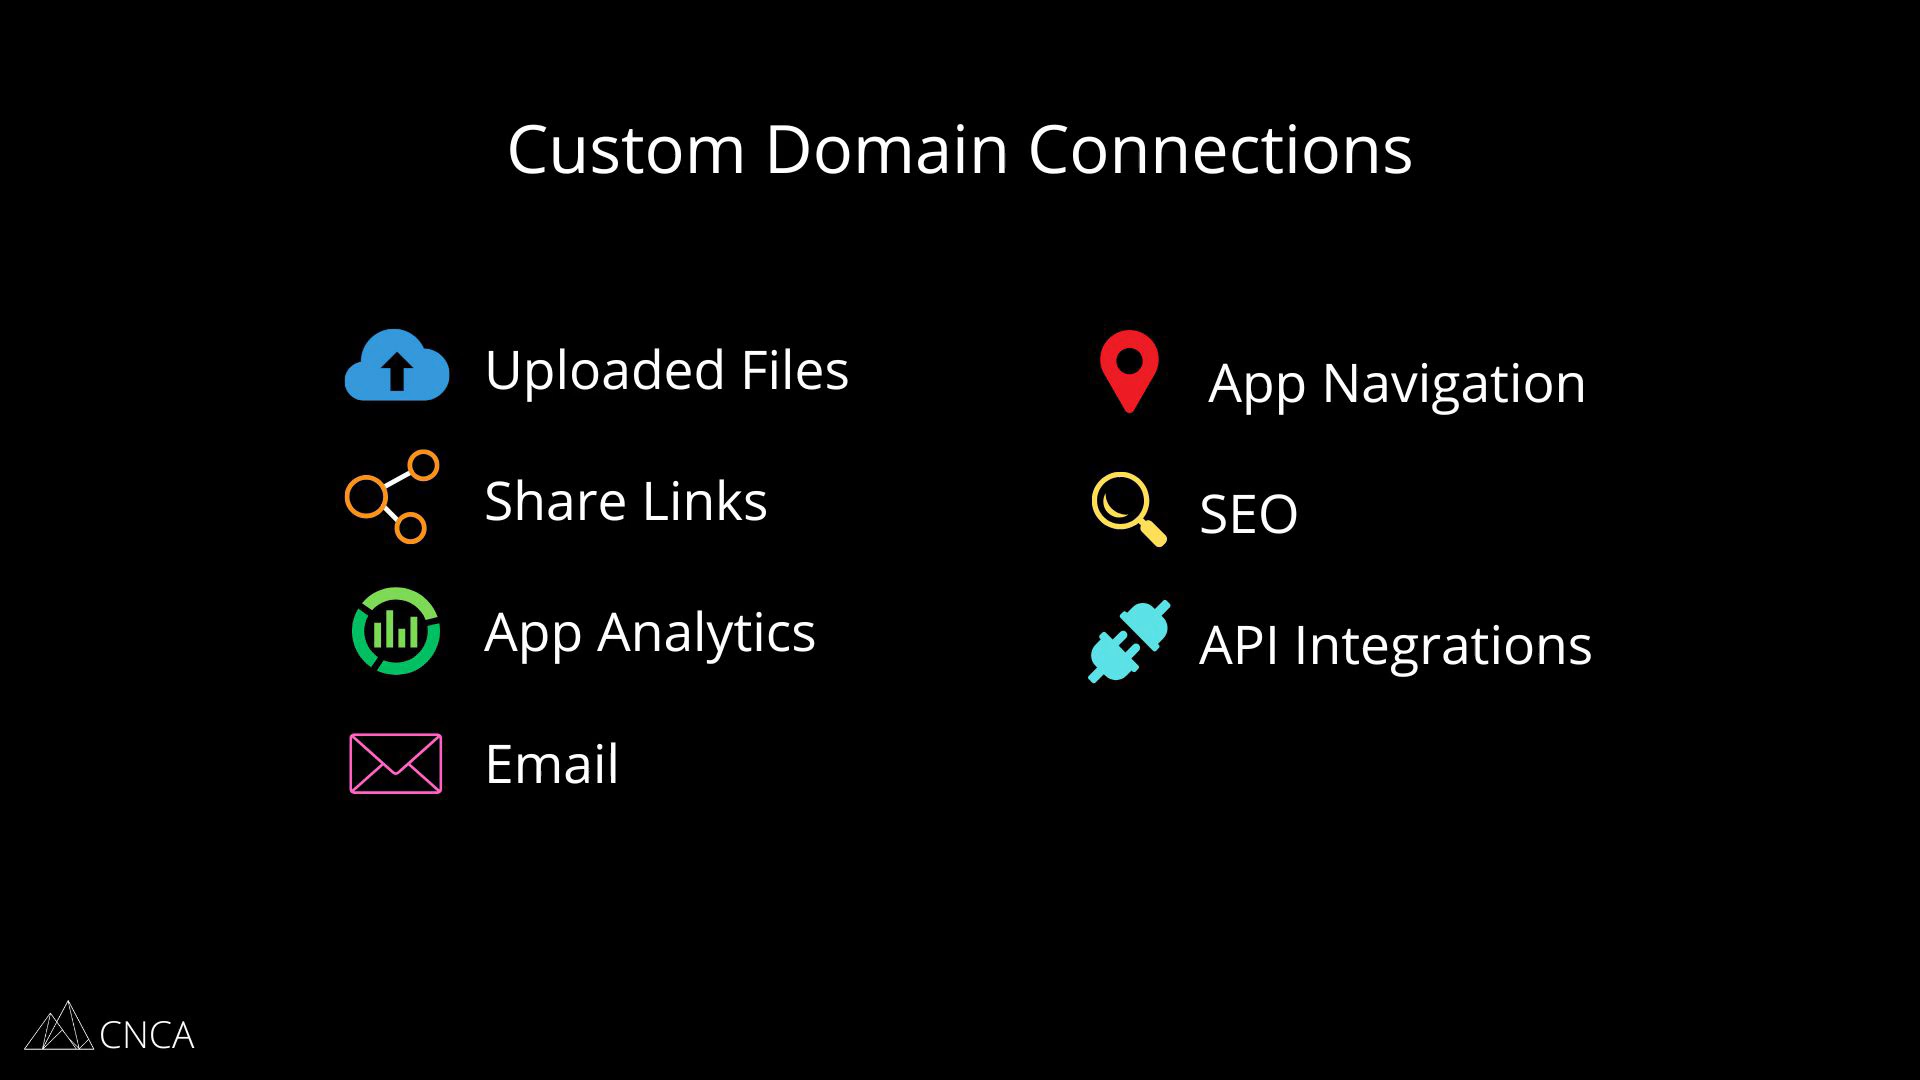 Custom Domain Connections
Uploaded Files
Share Links
App Analytics
Email
App Navigation
SEO
API Integrations
CNCA